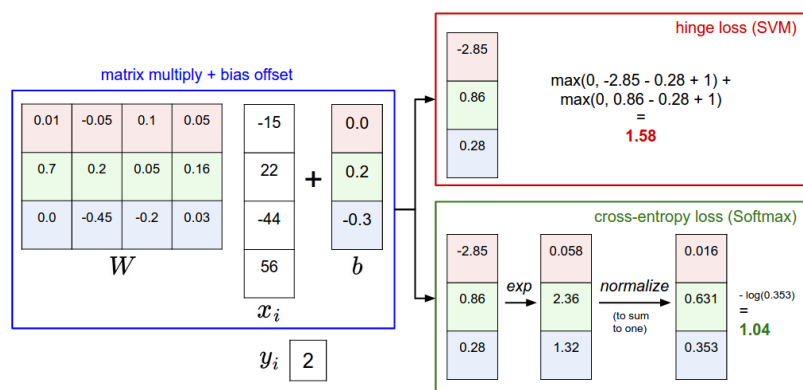 matrix multiply + bias offset
0.01 -0.05 0.1 0.05
0.7 0.2 0.05 0.16
0.0 -0.45 -0.2 0.03
W
-15
22
-44
56
x_i
+
0.0
0.2
-0.3
b
y_i 2
hinge loss (SVM)
-2.85
0.86
0.28
max(0, -2.85 - 0.28 + 1) +
max(0, 0.86 - 0.28 + 1)
=
1.58
cross-entropy loss (Softmax)
-2.85
0.86
0.28
exp
0.058
2.36
1.32
normalize
(to sum
to one)
0.016
0.631
0.353
- log(0.353)
=
1.04